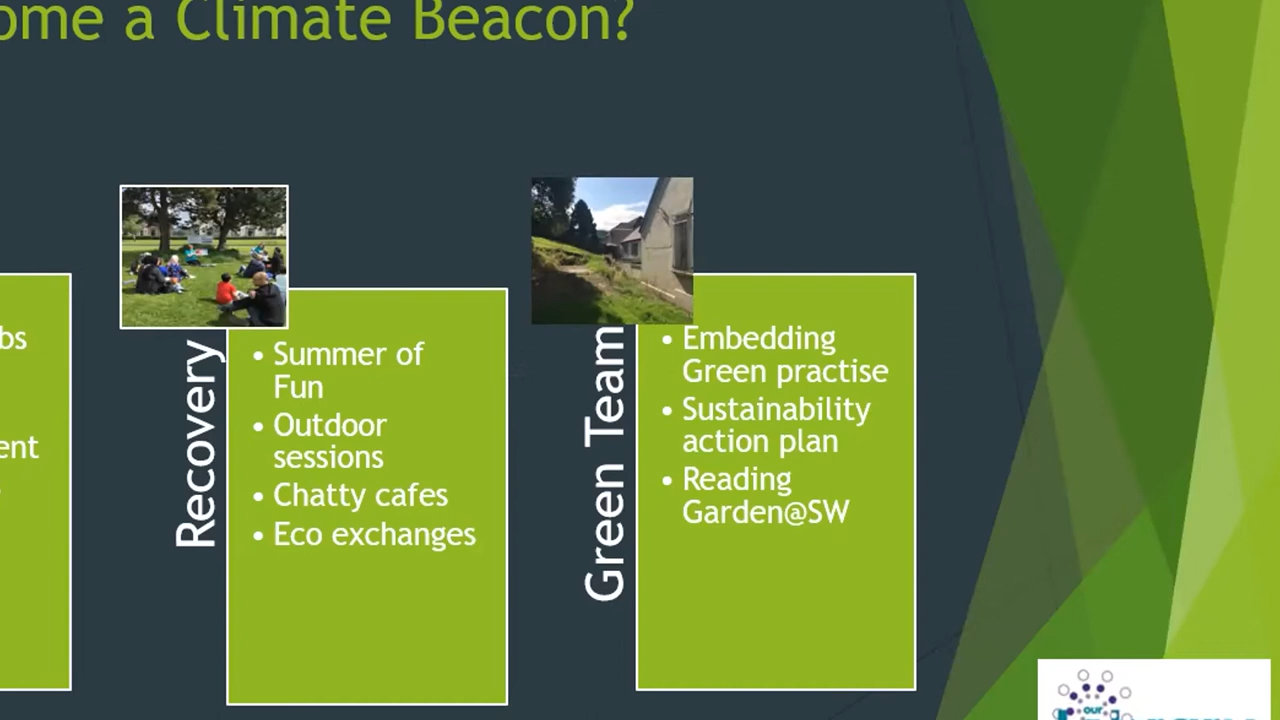 ome a Climate Beacon?
bs
ent
Recovery
• Summer of
Fun
• Outdoor
sessions
• Chatty cafes
• Eco exchanges
Green Team
• Embedding
Green practise
• Sustainability
action plan
• Reading
Garden@SW
our